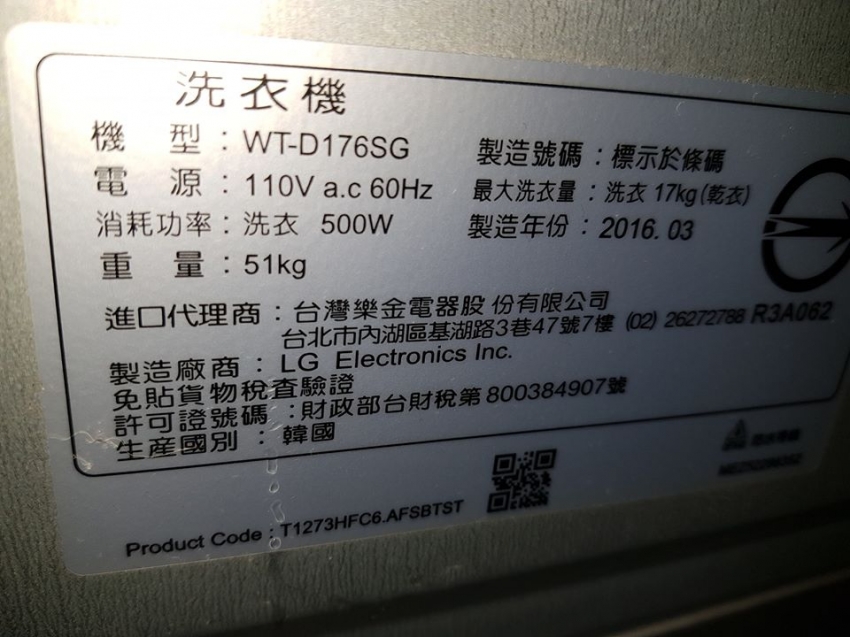 洗衣機
機 型：WT-D176SG
製造號碼：標示於條碼
電 源：110V a.c 60Hz
最大洗衣量：洗衣 17kg(乾衣)
消耗功率：洗衣 500W
製造年份：2016. 03
重 量：51kg
進口代理商：台灣樂金電器股份有限公司
台北市內湖區基湖路3巷47號7樓 (02) 26272788 R3A062
製造廠商：LG Electronics Inc.
免貼貨物稅查驗證
許可證號碼：財政部台財稅第800384907號
生產國別：韓國
Product Code : T1273HFC6.AFSBTST